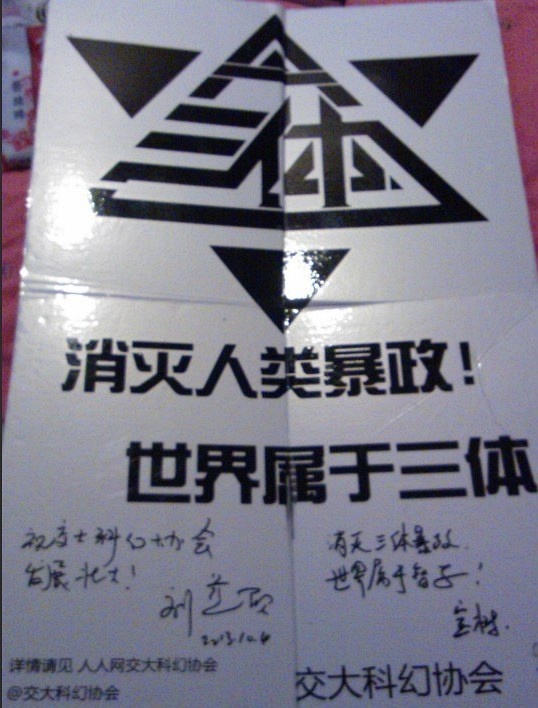 三体
消灭人类暴政!
世界属于三体
祝交大科幻协会
发展壮大!
刘慈欣
2013.10.4
消灭三体暴政.
世界属于智子!
宝树.
详情请见 人人网交大科幻协会
@交大科幻协会
交大科幻协会